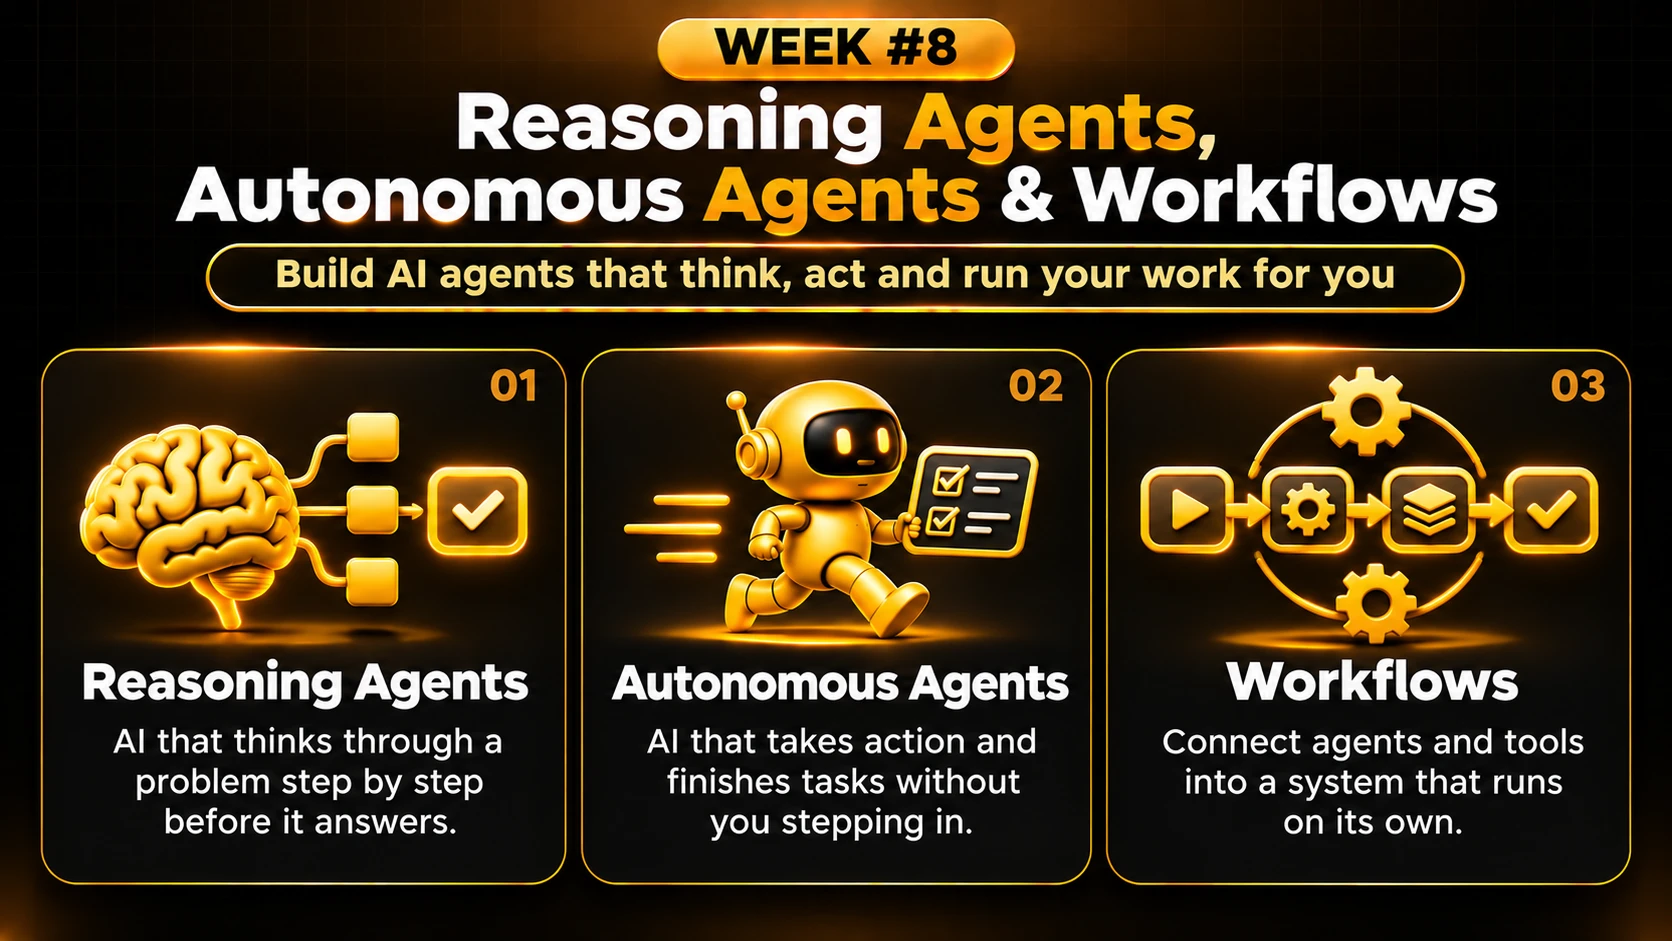 WEEK #8
Reasoning Agents,
Autonomous Agents & Workflows
Build AI agents that think, act and run your work for you
01
Reasoning Agents
AI that thinks through a
problem step by step
before it answers.
02
Autonomous Agents
AI that takes action and
finishes tasks without
you stepping in.
03
Workflows
Connect agents and tools
into a system that runs
on its own.